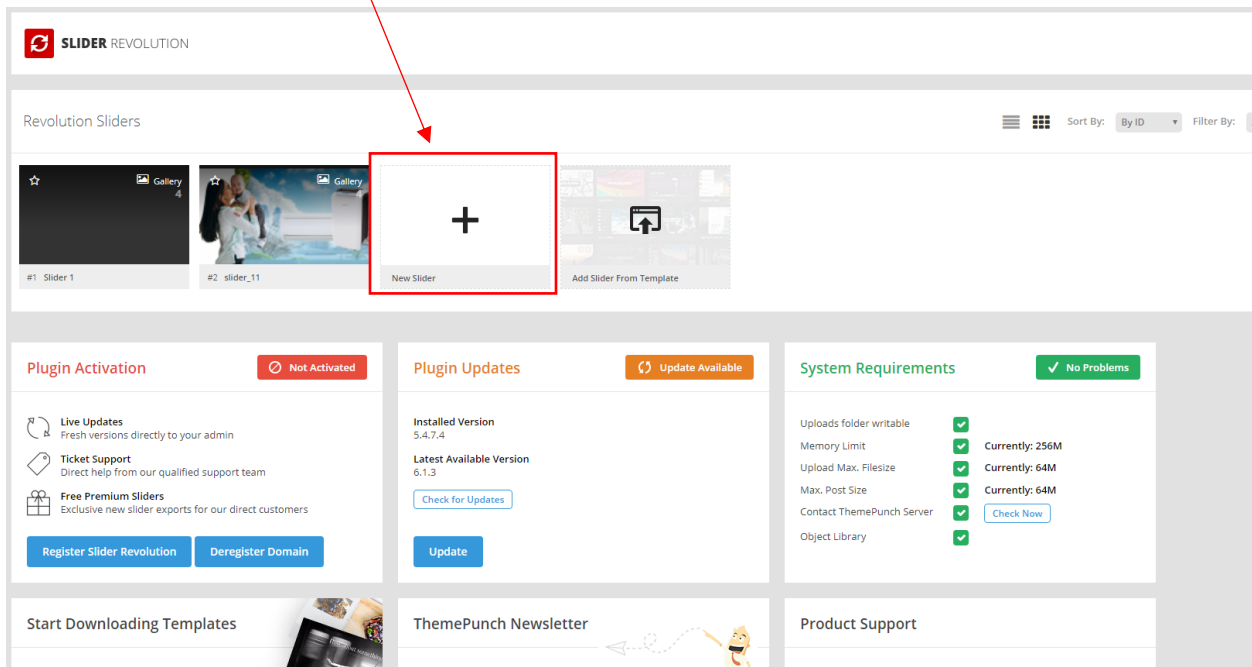 SLIDER REVOLUTION
Revolution Sliders
Sort By: By ID Filter By:
Gallery
4
Gallery
#1 Slider 1
#2 slider_11
New Slider
Add Slider From Template
Plugin Activation
Not Activated
Live Updates
Fresh versions directly to your admin
Ticket Support
Direct help from our qualified support team
Free Premium Sliders
Exclusive new slider exports for our direct customers
Register Slider Revolution
Deregister Domain
Plugin Updates
Update Available
Installed Version
5.4.7.4
Latest Available Version
6.1.3
Check for Updates
Update
System Requirements
No Problems
Uploads folder writable
Memory Limit Currently: 256M
Upload Max. Filesize Currently: 64M
Max. Post Size Currently: 64M
Contact ThemePunch Server Check Now
Object Library
Start Downloading Templates
ThemePunch Newsletter
Product Support